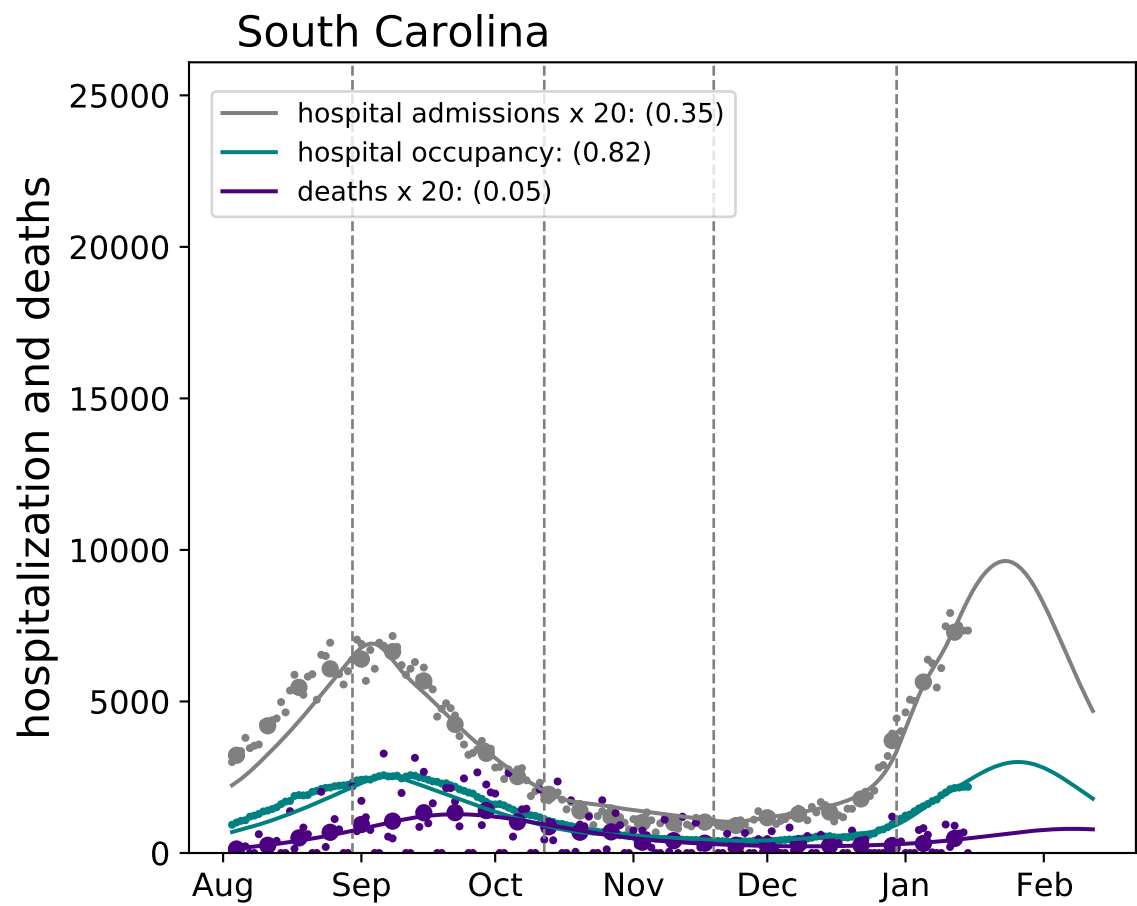 South Carolina
hospitalization and deaths
25000
20000
15000
10000
5000
0
hospital admissions x 20: (0.35)
hospital occupancy: (0.82)
deaths x 20: (0.05)
Aug Sep Oct Nov Dec Jan Feb